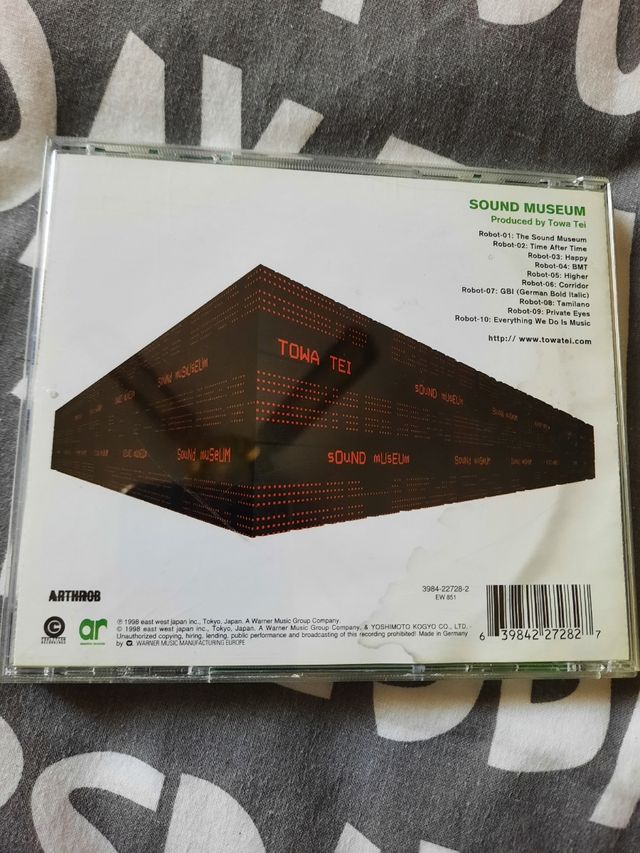 SOUND MUSEUM
Produced by Towa Tei
Robot-01: The Sound Museum
Robot-02: Time After Time
Robot-03: Happy
Robot-04: BMT
Robot-05: Higher
Robot-06: Corridor
Robot-07: GBI (German Bold Italic)
Robot-08: Tamilano
Robot-09: Private Eyes
Robot-10: Everything We Do Is Music
http:// www.towatei.com
TOWA TEI
SOuND MUSEUM
SOuND MUSEUM
SOuND MuSEUM
SOuND MUSEUM
SOuND MUSEUM
3984-22728-2
EW 851
ARTHROB
ar
℗ 1998 east west japan inc., Tokyo, Japan. A Warner Music Group Company.
© 1998 east west japan inc., Tokyo, Japan. A Warner Music Group Company, & YOSHIMOTO KOGYO CO., LTD.·
Unauthorized copying, hiring, lending, public performance and broadcasting of this recording prohibited! Made in Germany
by WARNER MUSIC MANUFACTURING EUROPE
6 39842 27282 7